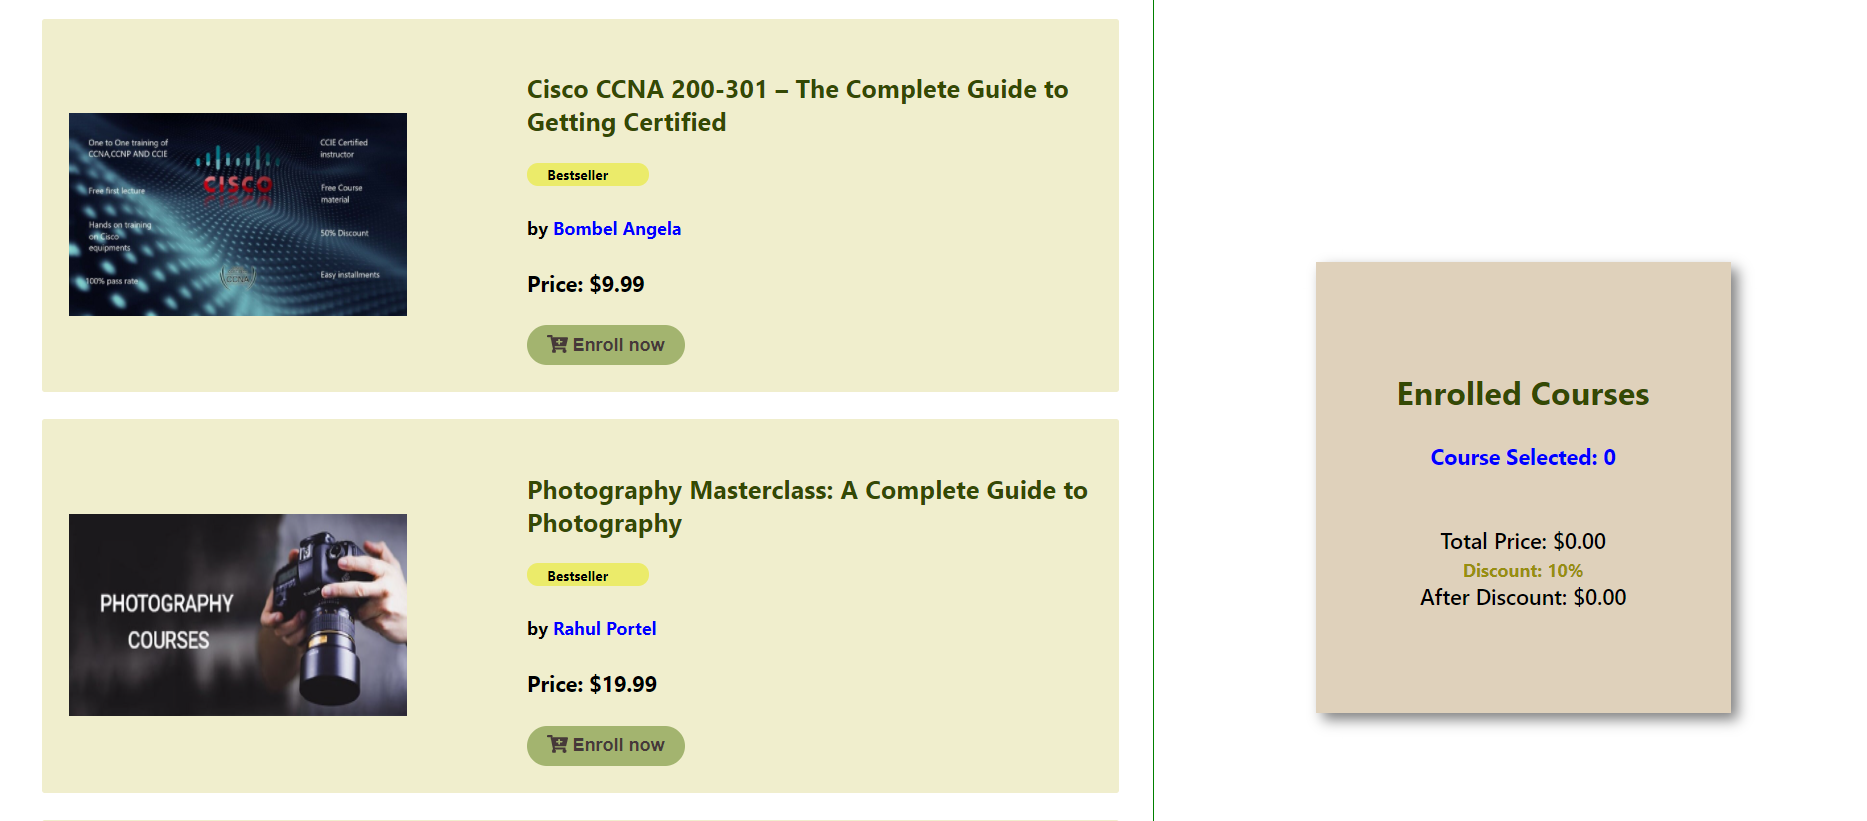 Cisco CCNA 200-301 – The Complete Guide to
Getting Certified
Bestseller
by Bombel Angela
Price: $9.99
Enroll now
One to One training of
CCNA,CCNP AND CCIE
Free first lecture
Hands on training
on Cisco
equipments
100% pass rate
CISCO
CCNA
CCIE Certified
instructor
Free Course
material
50% Discount
Easy installments
Photography Masterclass: A Complete Guide to
Photography
Bestseller
by Rahul Portel
Price: $19.99
Enroll now
PHOTOGRAPHY
COURSES
Enrolled Courses
Course Selected: 0
Total Price: $0.00
Discount: 10%
After Discount: $0.00